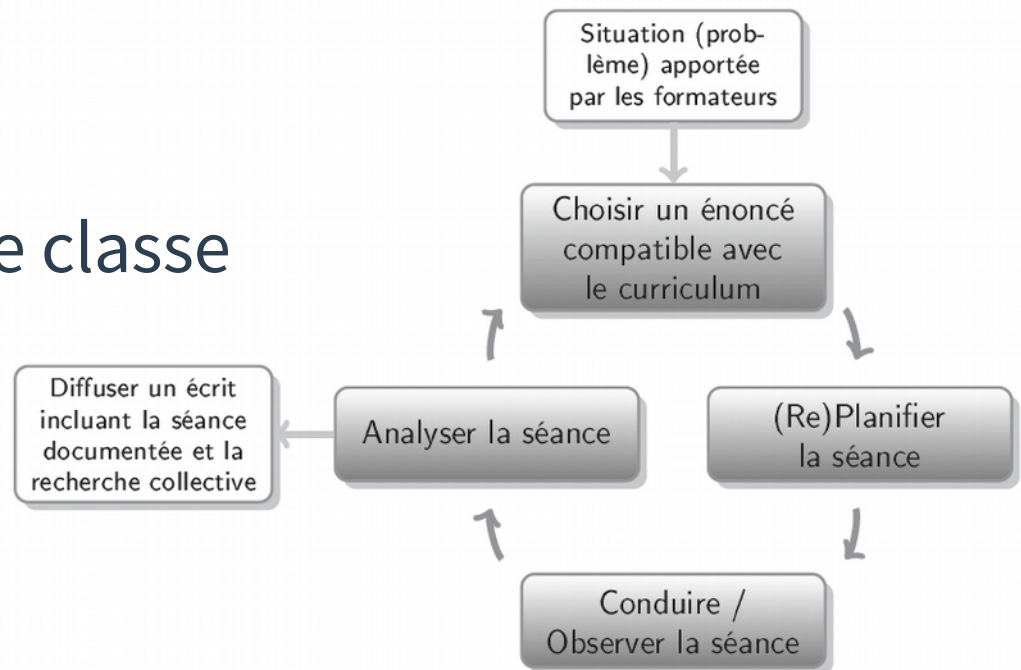 Situation (prob-
lème) apportée
par les formateurs
Choisir un énoncé
compatible avec
le curriculum
e classe
Diffuser un écrit
incluant la séance
documentée et la
recherche collective
Analyser la séance
(Re)Planifier
la séance
Conduire /
Observer la séance